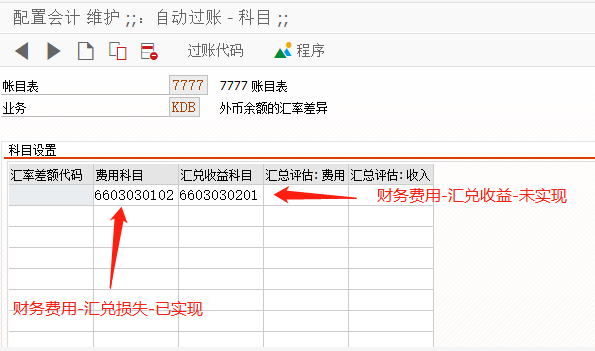 配置会计 维护 ;;: 自动过账 - 科目 ;;
过账代码 程序
帐目表 7777 7777 账目表
业务 KDB 外币余额的汇率差异
科目设置
汇率差额代码 费用科目 汇兑收益科目 汇总评估: 费用 汇总评估: 收入
6603030102 6603030201
财务费用-汇兑收益-未实现
财务费用-汇兑损失-已实现